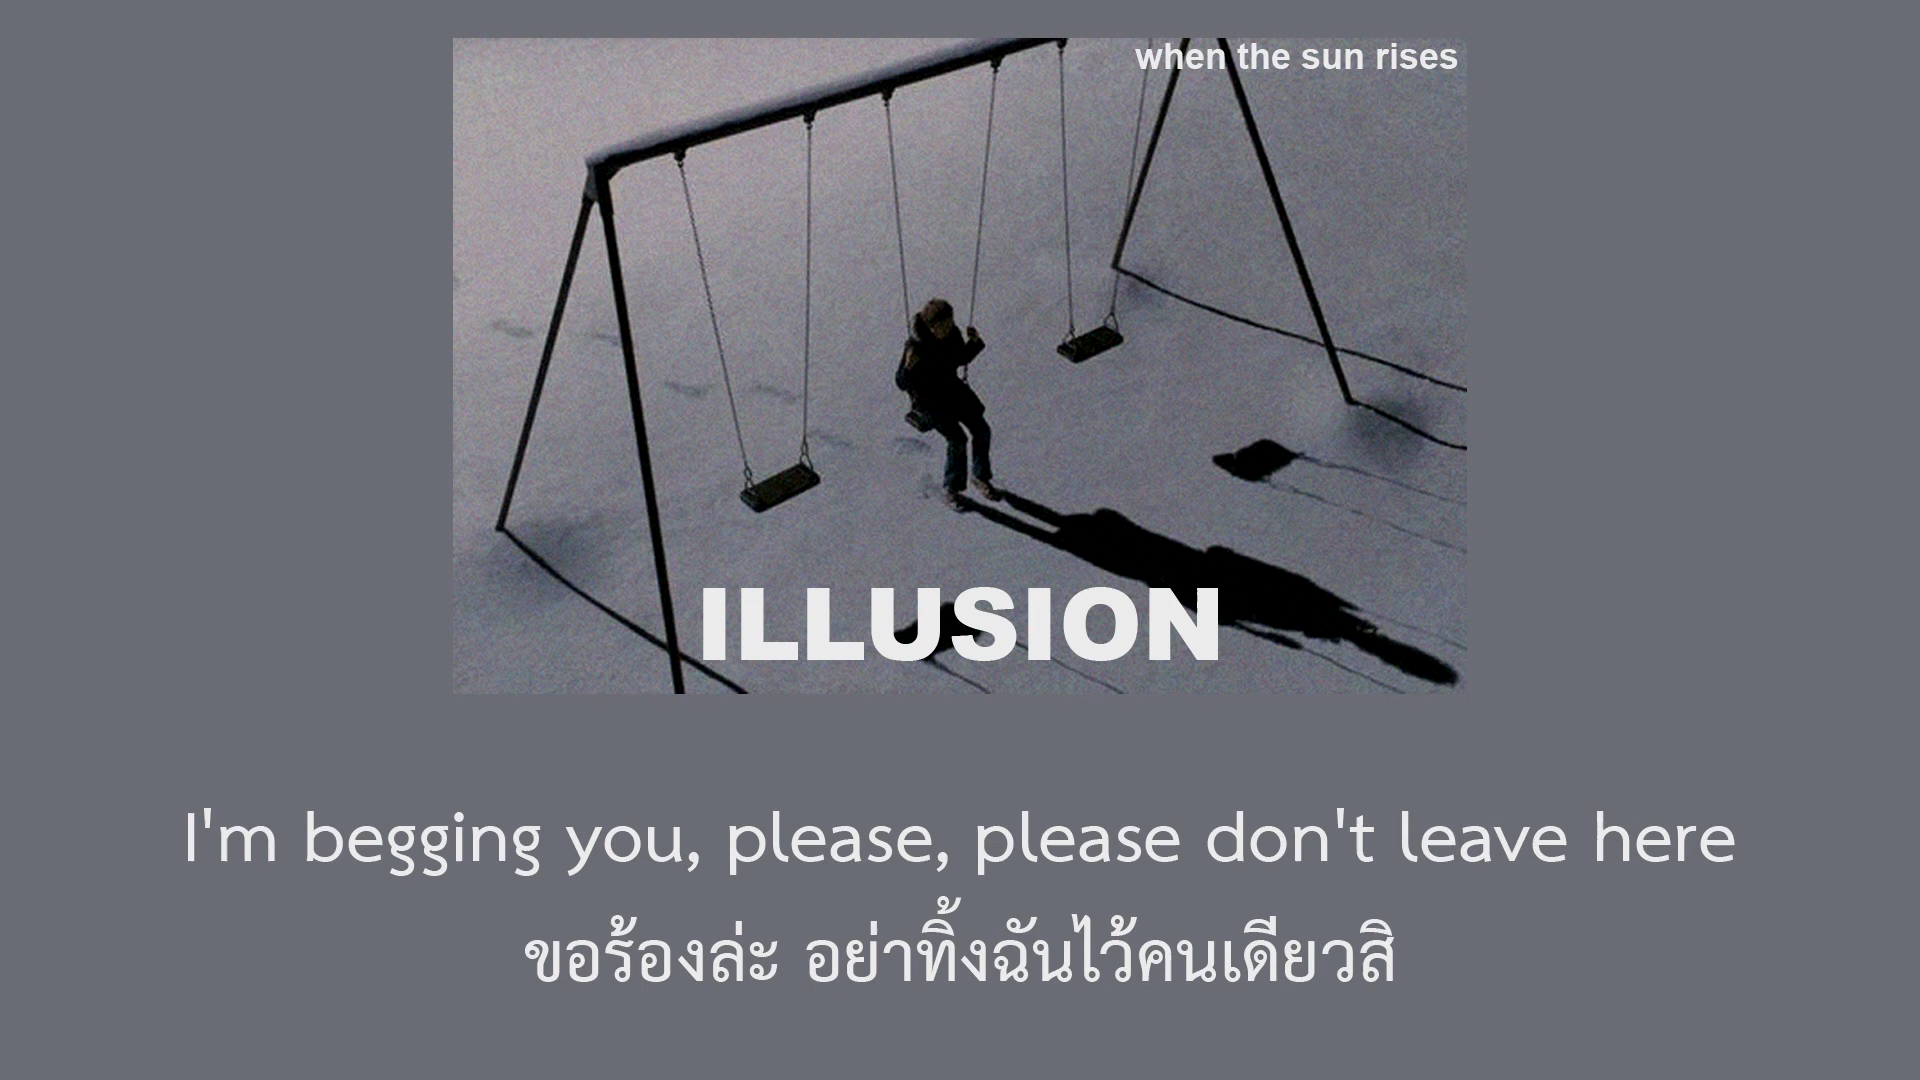 when the sun rises
ILLUSION
I'm begging you, please, please don't leave here
ขอร้องล่ะ อย่าทิ้งฉันไว้คนเดียวสิ